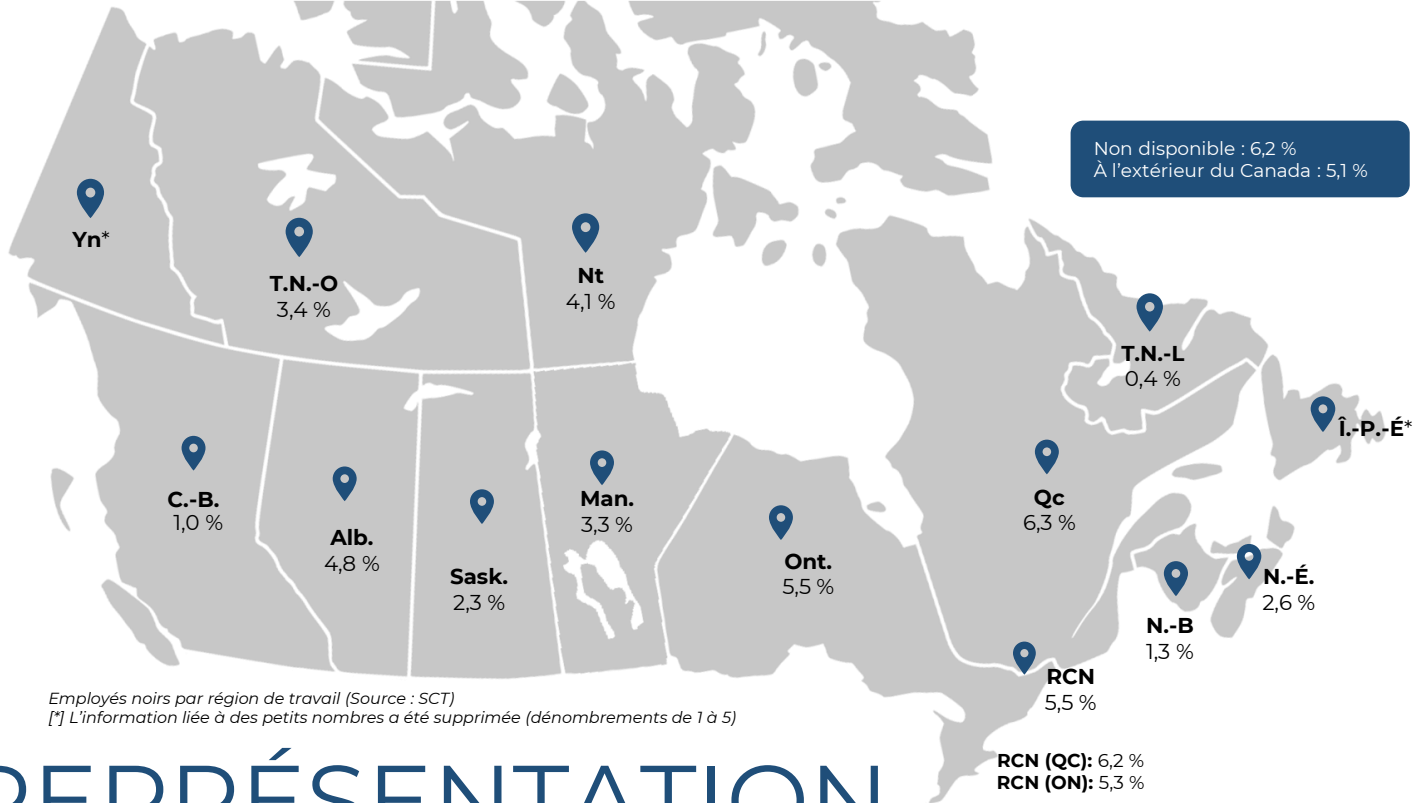 Non disponible : 6,2 %
À l’extérieur du Canada : 5,1 %
Yn*
T.N.-O
3,4 %
Nt
4,1 %
T.N.-L
0,4 %
Î.-P.-É*
C.-B.
1,0 %
Alb.
4,8 %
Sask.
2,3 %
Man.
3,3 %
Ont.
5,5 %
Qc
6,3 %
N.-É.
2,6 %
N.-B
1,3 %
RCN
5,5 %
Employés noirs par région de travail (Source : SCT)
[*] L’information liée à des petits nombres a été supprimée (dénombrements de 1 à 5)
RCN (QC): 6,2 %
RCN (ON): 5,3 %
REPRÉSENTATION